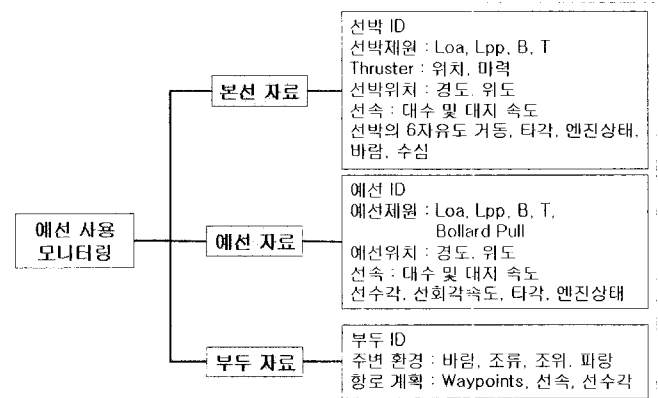 선박 ID
선박제원 : Loa, Lpp, B, T
Thruster : 위치, 마력
선박위치 : 경도. 위도
선속 : 대수 및 대지 속도
선박의 6자유도 거동, 타각, 엔진상태,
바람, 수심
본선 자료
예선 사용
모니터링
예선 자료
예선 ID
예선제원 : Loa, Lpp, B, T,
Bollard Pull
예선위치 : 경도. 위도
선속 : 대수 및 대지 속도
선수각, 선회각속도, 타각, 엔진상태
부두 자료
부두 ID
주변 환경 : 바람, 조류, 조위. 파랑
항로 계획 : Waypoints, 선속, 선수각